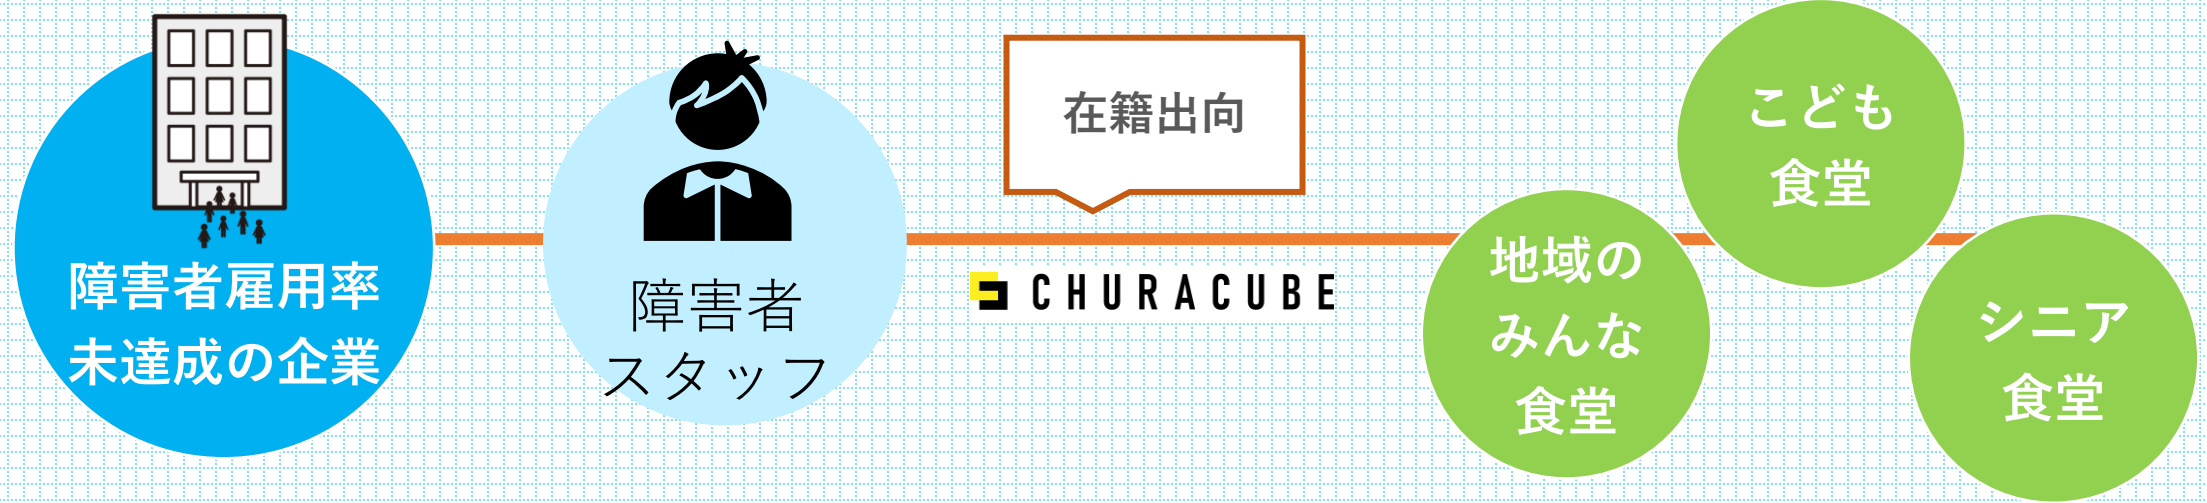 障害者雇用率
未達成の企業
障害者
スタッフ
在籍出向
CHURACUBE
地域の
みんな
食堂
こども
食堂
シニア
食堂